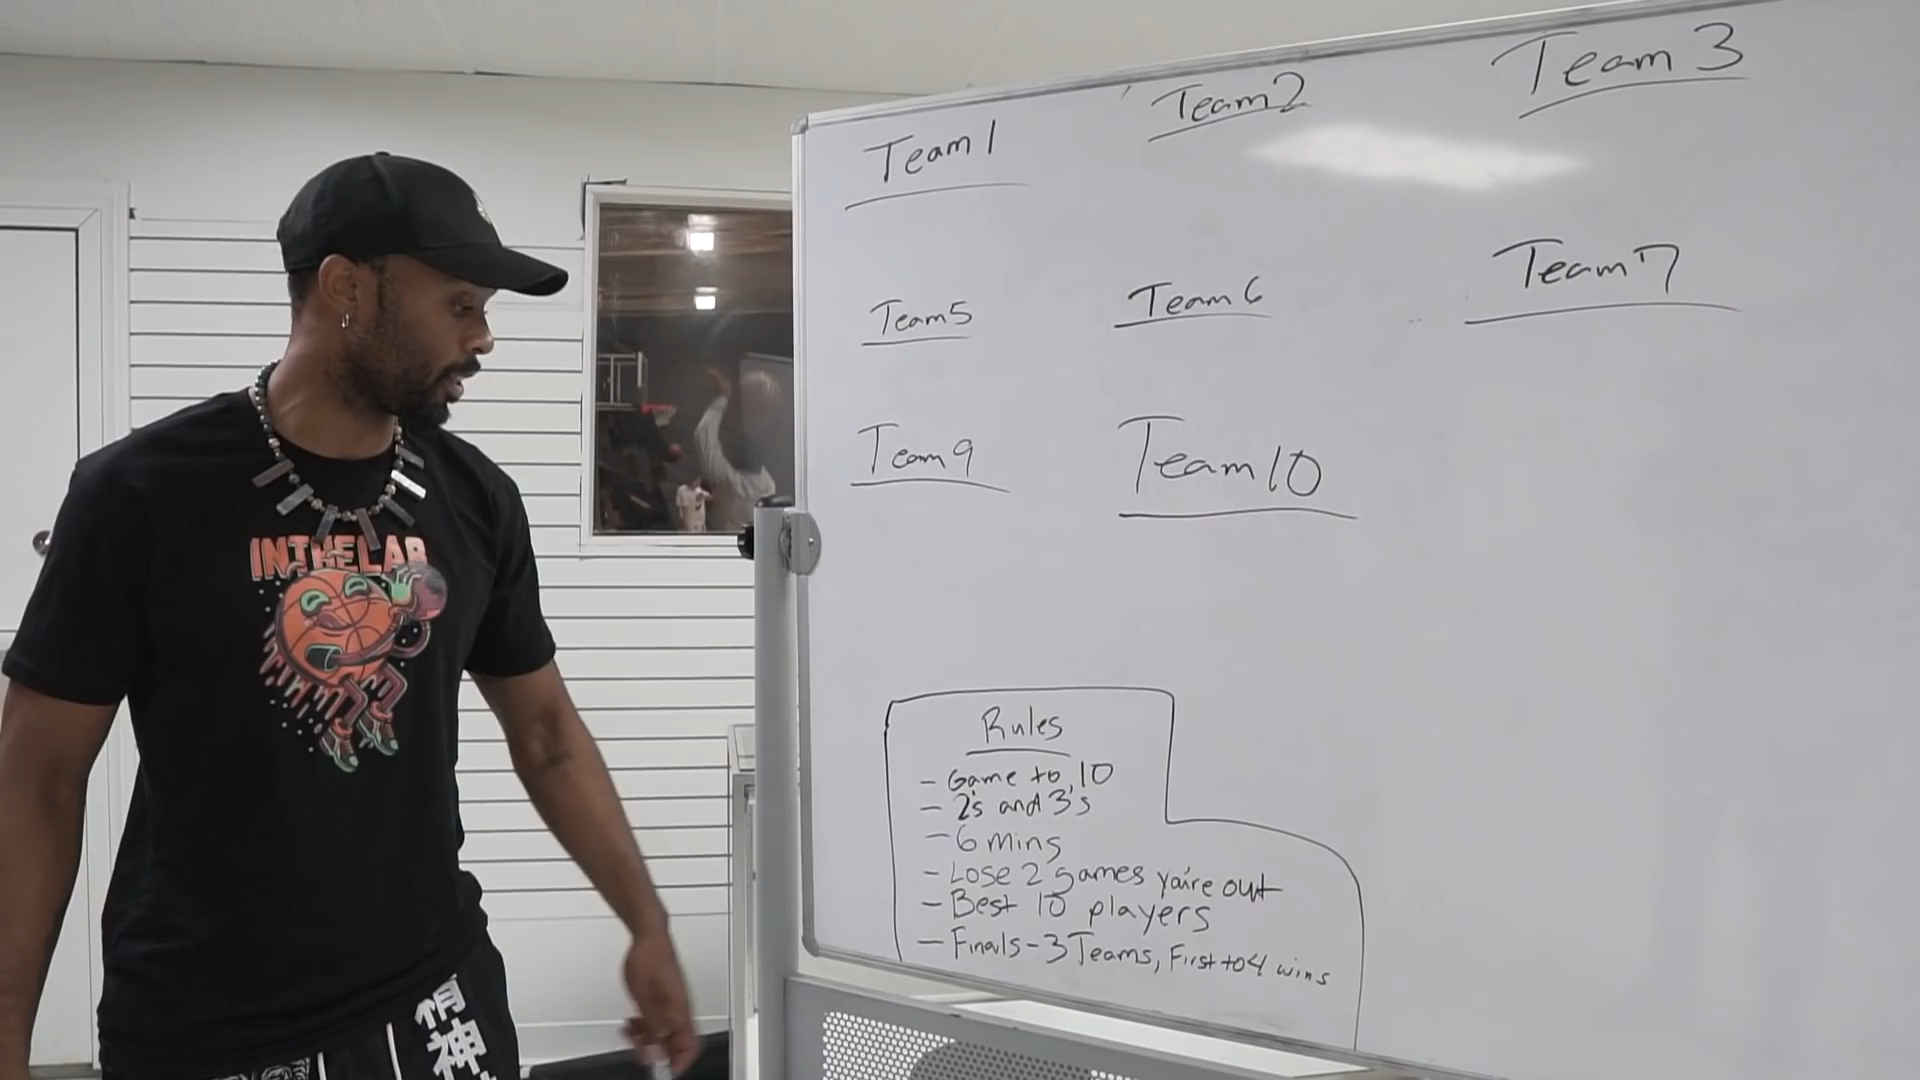 Team 1
Team 2
Team 3
Team 5
Team 6
Team 7
Team 9
Team 10
Rules
- Game to 10
- 2's and 3's
- 6 mins
- Lose 2 games you're out
- Best 10 players
- Finals - 3 Teams, First to 4 wins
INTHELAB
神